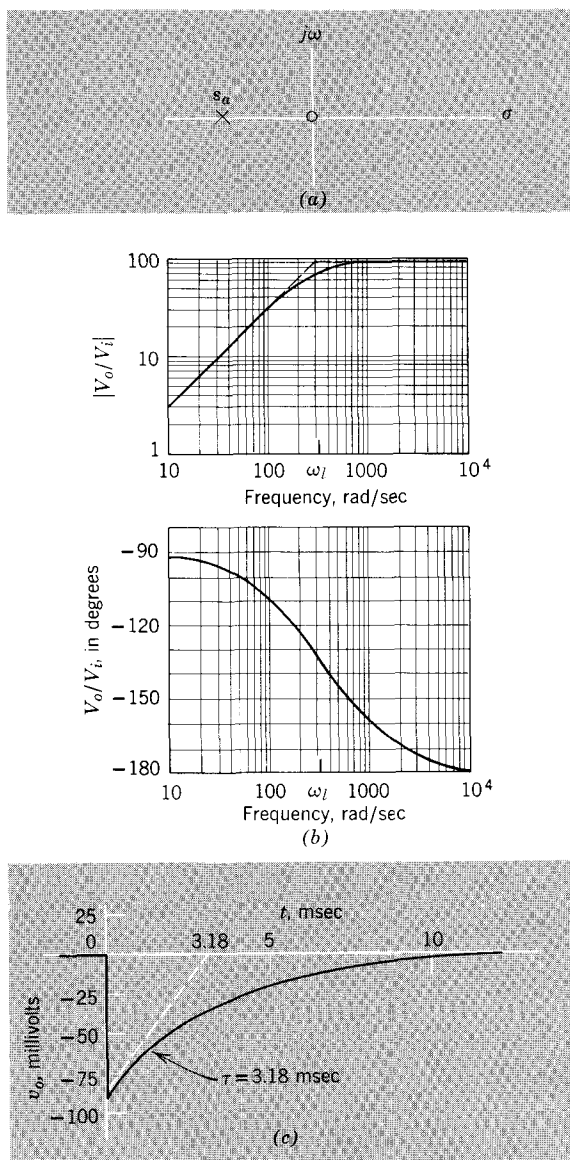 jω
s_a
σ
(a)
100
10
1
|V_o/V_i|
10 100 ω_l 1000 10^4
Frequency, rad/sec
-90
-120
-150
-180
V_o/V_i, in degrees
10 100 ω_l 1000 10^4
Frequency, rad/sec
(b)
25
t, msec
0 3.18 5 10
-25
-50
-75
-100
v_o, millivolts
τ = 3.18 msec
(c)